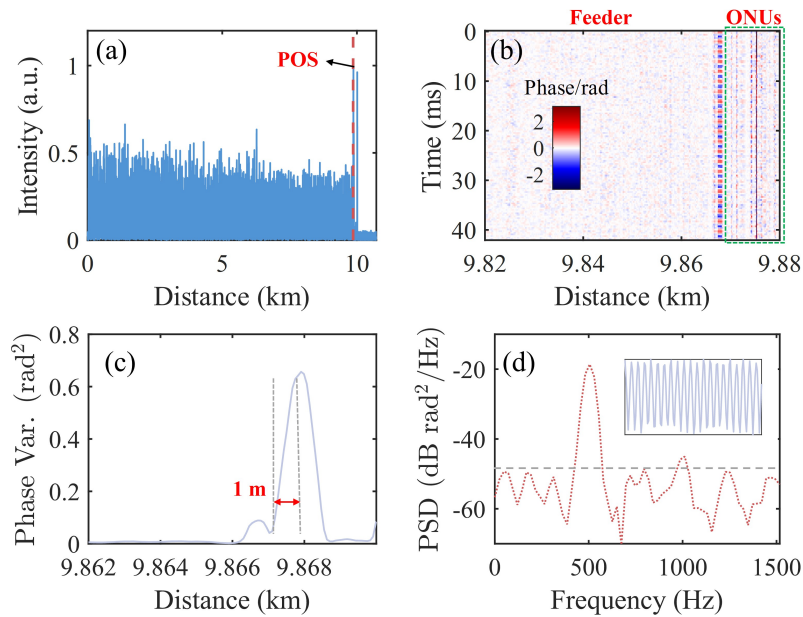 (a)
POS
1
0.5
0
0
5
10
Intensity (a.u.)
Distance (km)
Feeder
ONUs
(b)
Phase/rad
2
0
-2
0
10
20
30
40
9.82
9.84
9.86
9.88
Time (ms)
Distance (km)
(c)
1 m
0.8
0.6
0.4
0.2
0
9.862
9.864
9.866
9.868
Phase Var. (rad²)
Distance (km)
(d)
-20
-40
-60
0
500
1000
1500
PSD (dB rad²/Hz)
Frequency (Hz)